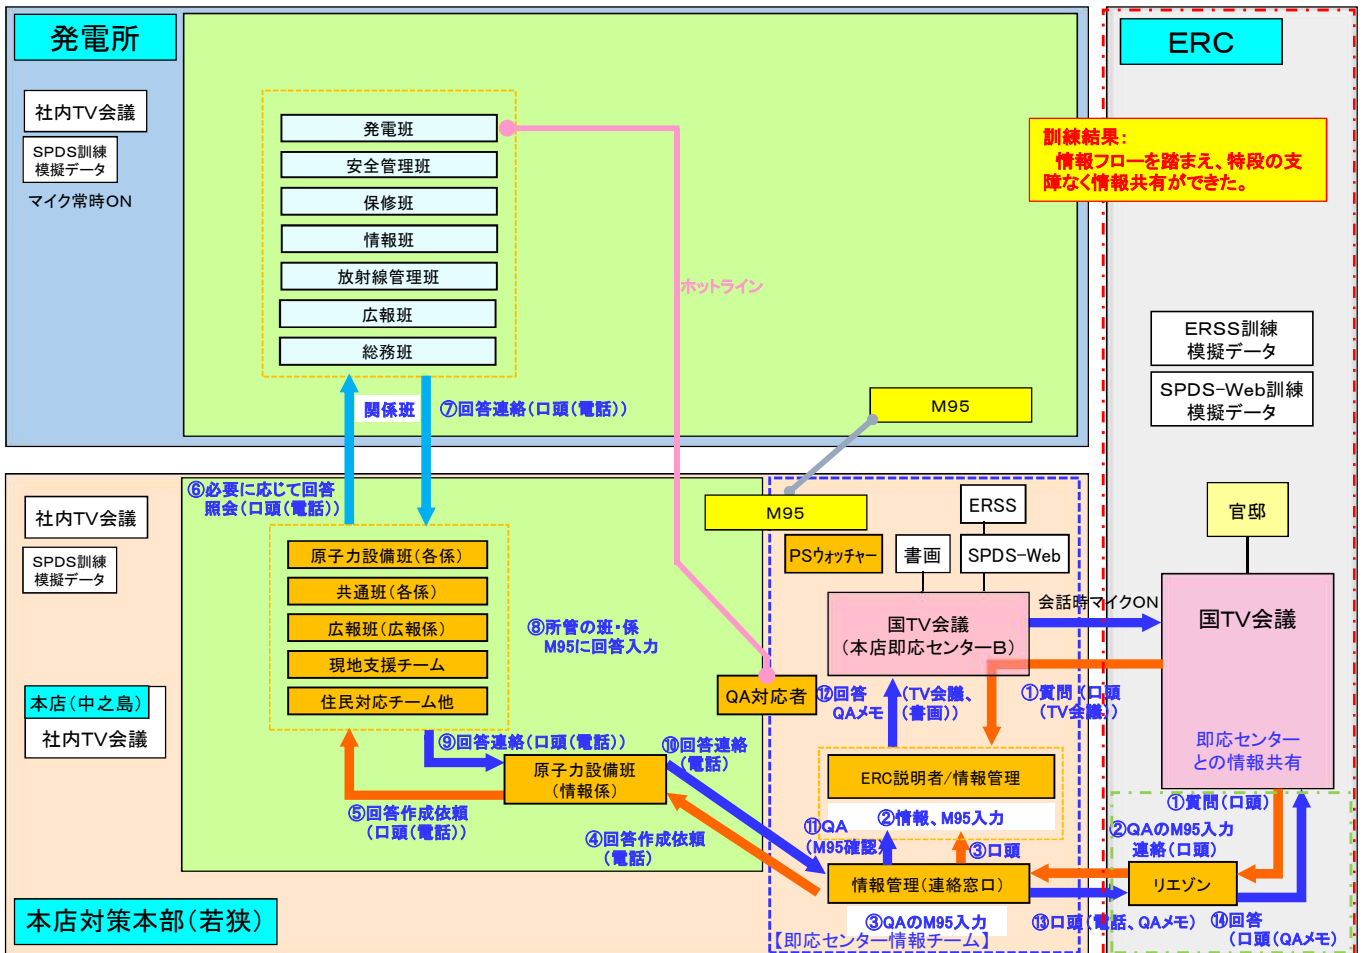 発電所
社内TV会議
SPDS訓練
模擬データ
マイク常時ON
発電班
安全管理班
保修班
情報班
放射線管理班
広報班
総務班
ホットライン
関係班
⑦回答連絡(口頭(電話))
M95
ERC
訓練結果:
情報フローを踏まえ、特段の支
障なく情報共有ができた。
ERSS訓練
模擬データ
SPDS-Web訓練
模擬データ
官邸
国TV会議
即応センター
との情報共有
⑥必要に応じて回答
照会(口頭(電話))
社内TV会議
SPDS訓練
模擬データ
本店(中之島)
社内TV会議
原子力設備班(各係)
共通班(各係)
広報班(広報係)
現地支援チーム
住民対応チーム他
⑧所管の班・係
M95に回答入力
⑨回答連絡(口頭(電話))
原子力設備班
(情報係)
⑩回答連絡
(電話)
⑤回答作成依頼
(口頭(電話))
④回答作成依頼
(電話)
M95
PSウォッチャー
書画
ERSS
SPDS-Web
国TV会議
(本店即応センターB)
会話時マイクON
QA対応者
⑫回答
QAメモ
(TV会議、
(書画))
①質問(口頭
(TV会議))
ERC説明者/情報管理
②情報、M95入力
⑪QA
(M95確認)
③口頭
情報管理(連絡窓口)
③QAのM95入力
【即応センター情報チーム】
①質問(口頭)
②QAのM95入力
連絡(口頭)
リエゾン
⑬口頭(電話、QAメモ)
⑭回答
(口頭(QAメモ)
本店対策本部(若狭)